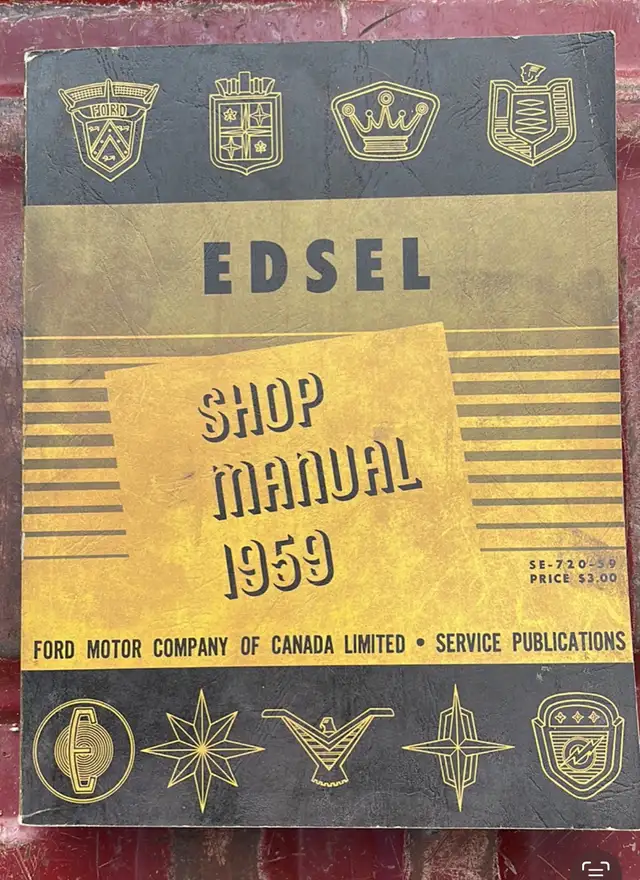 FORD
EDSEL
SHOP
MANUAL
1959
SE-720-59
PRICE $3.00
FORD MOTOR COMPANY OF CANADA LIMITED • SERVICE PUBLICATIONS
E